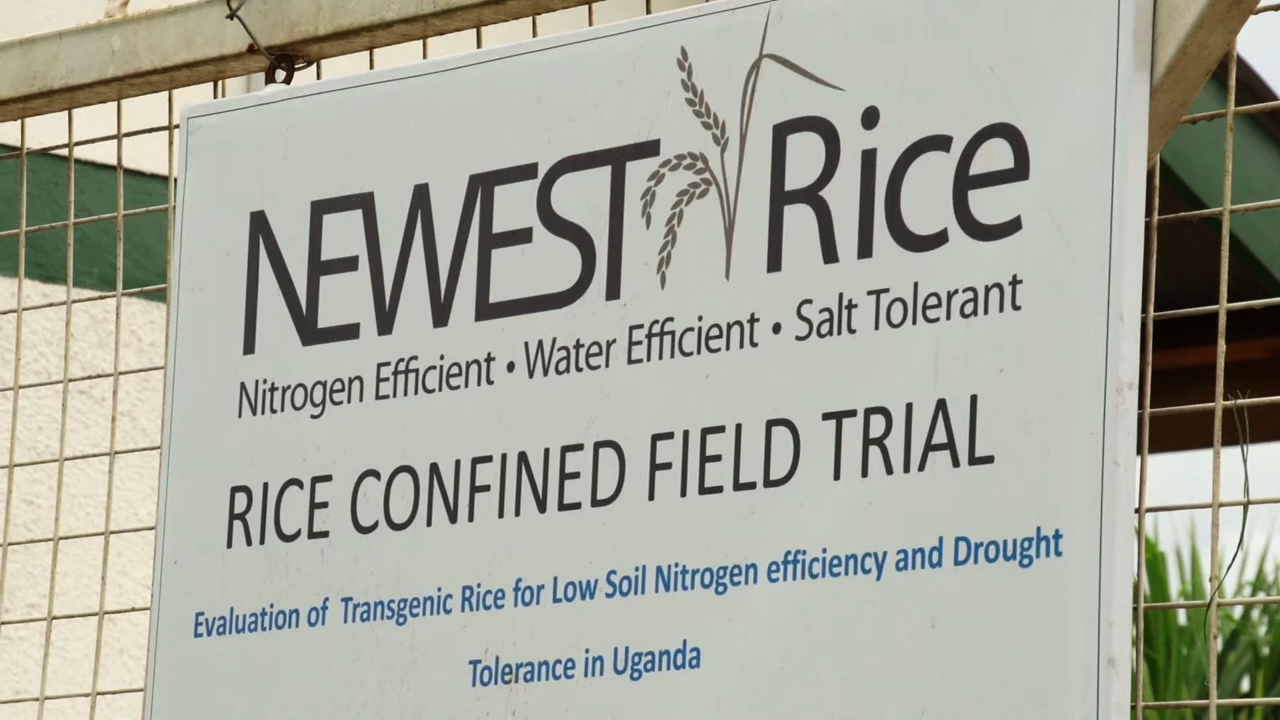 NEWEST Rice
Nitrogen Efficient • Water Efficient • Salt Tolerant
RICE CONFINED FIELD TRIAL
Evaluation of Transgenic Rice for Low Soil Nitrogen efficiency and Drought
Tolerance in Uganda